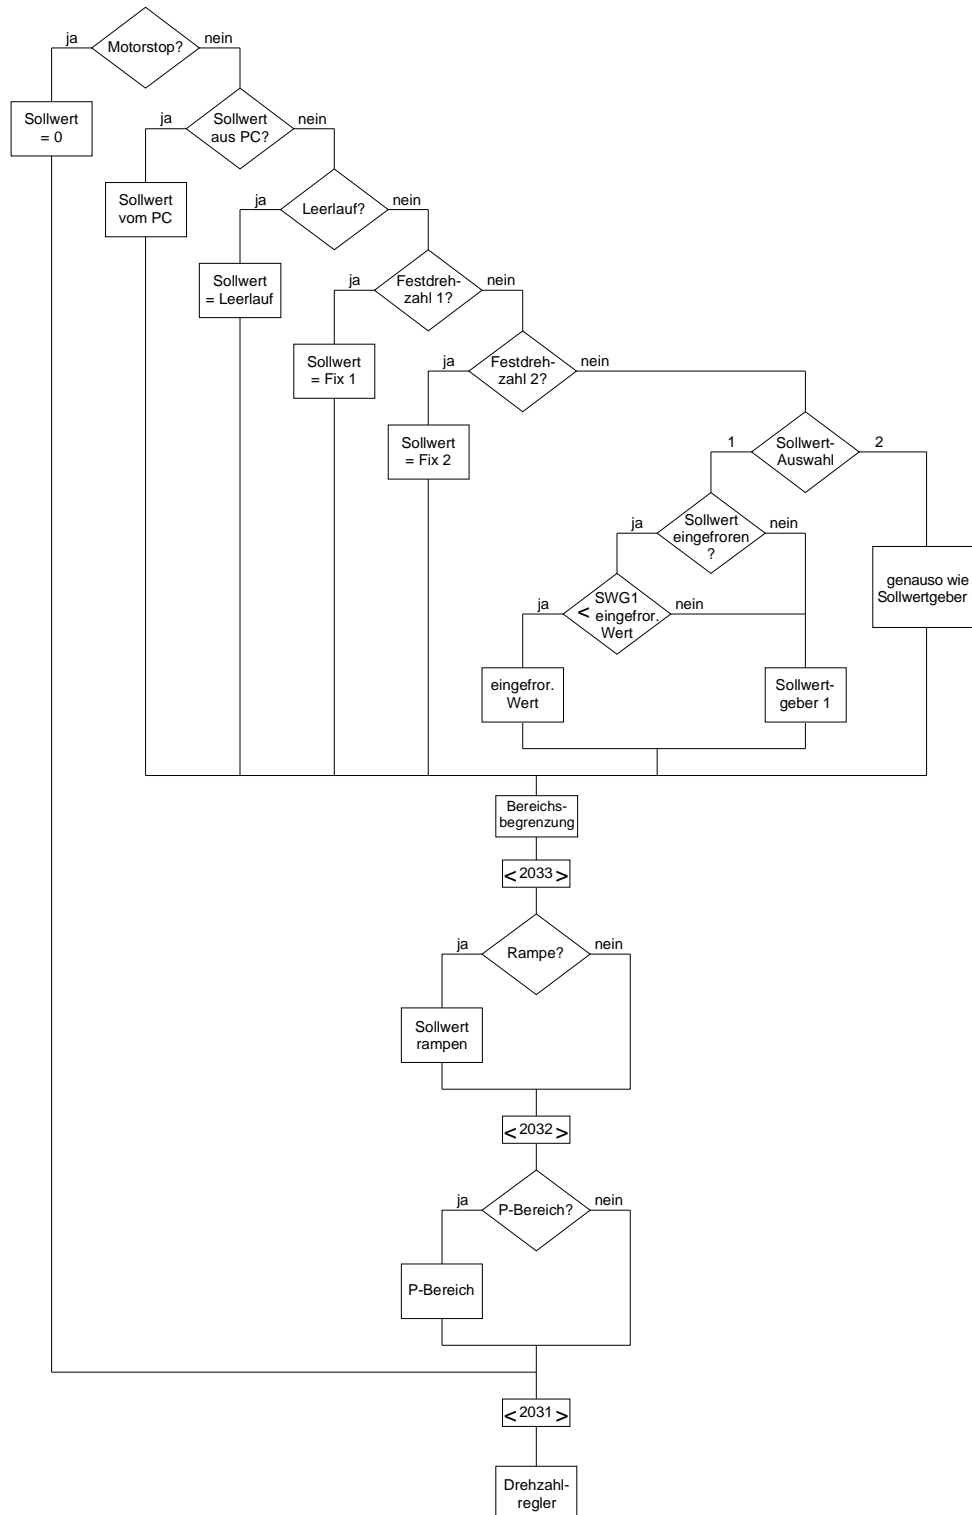 ja
Motorstop?
nein
Sollwert
= 0
ja
Sollwert
aus PC?
nein
Sollwert
vom PC
ja
Leerlauf?
nein
Sollwert
= Leerlauf
ja
Festdreh-
zahl 1?
nein
Sollwert
= Fix 1
ja
Festdreh-
zahl 2?
nein
Sollwert
= Fix 2
1
Sollwert-
Auswahl
2
ja
Sollwert
eingefroren
?
nein
genauso wie
Sollwertgeber
ja
SWG1
< eingefror.
Wert
nein
eingefror.
Wert
Sollwert-
geber 1
Bereichs-
begrenzung
<2033>
ja
Rampe?
nein
Sollwert
rampen
<2032>
ja
P-Bereich?
nein
P-Bereich
<2031>
Drehzahl-
regler